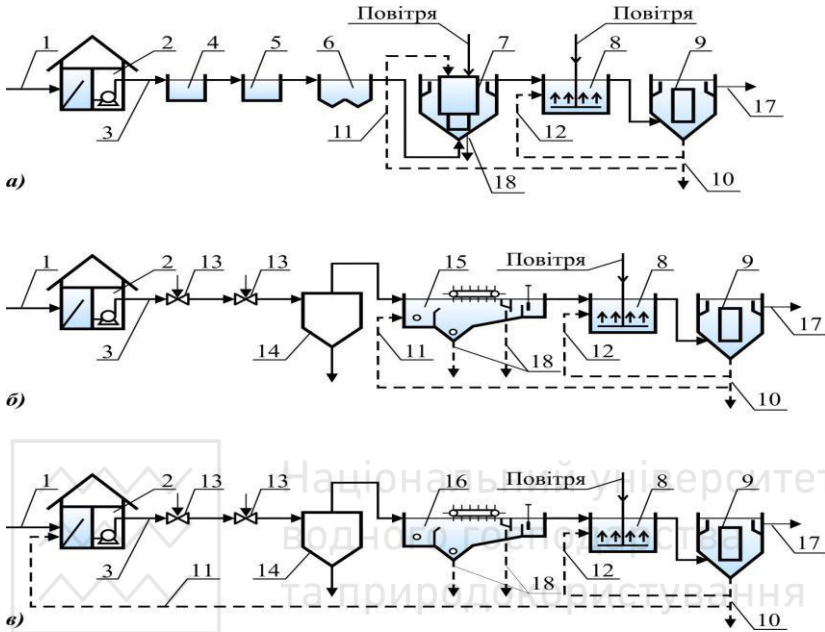 Повітря Повітря
1 2 4 5 6 7 8 9
3 11 12 17
18 10
а)
Повітря
1 2 13 13 15 8 9
3 14 11 18 12 17
10
б)
Національний університет
Повітря
1 2 13 13 16 8 9
водного господарства
3 14 18 12 17
11
та природокористування
10
в)